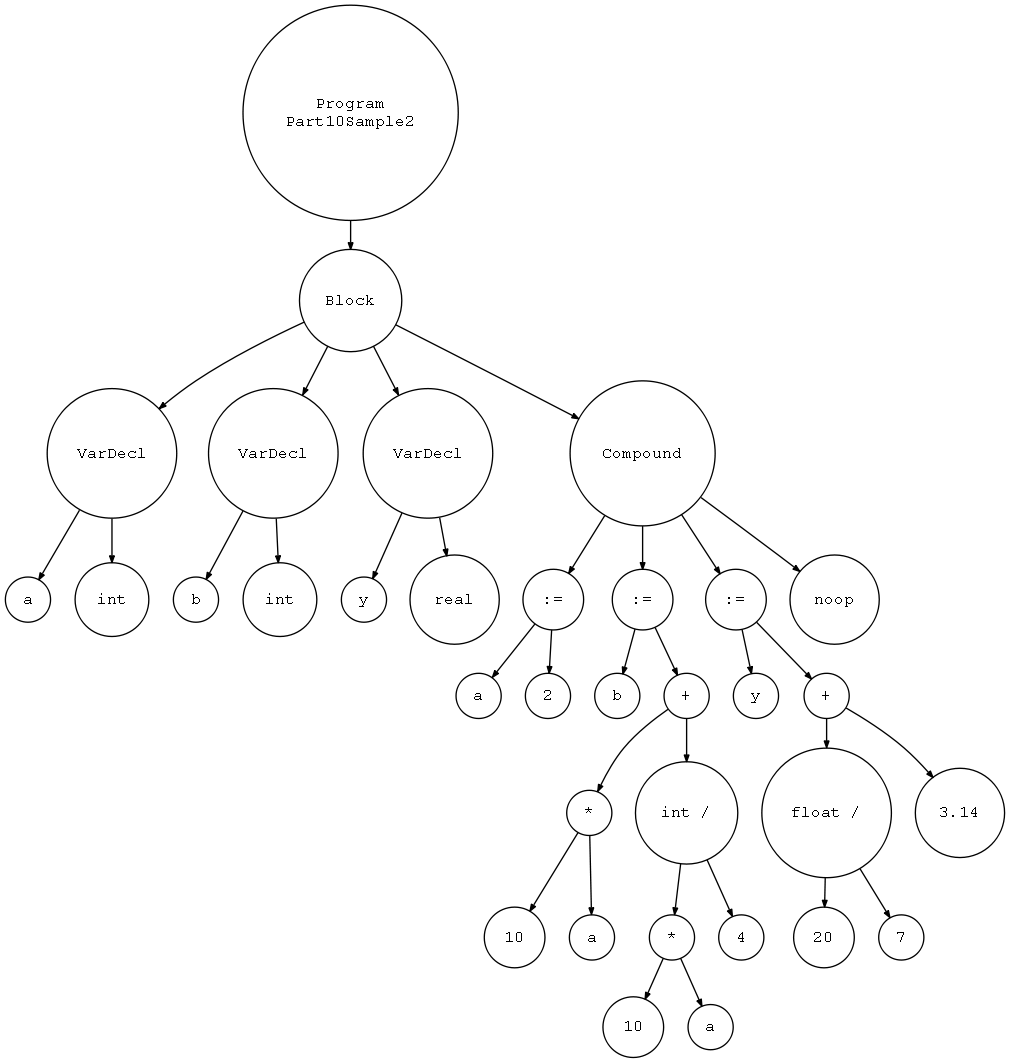 Program
Part10Sample2
Block
VarDecl
VarDecl
VarDecl
Compound
a
int
b
int
y
real
:=
:=
:=
noop
a
2
b
+
y
+
*
int /
float /
3.14
10
a
*
4
20
7
10
a